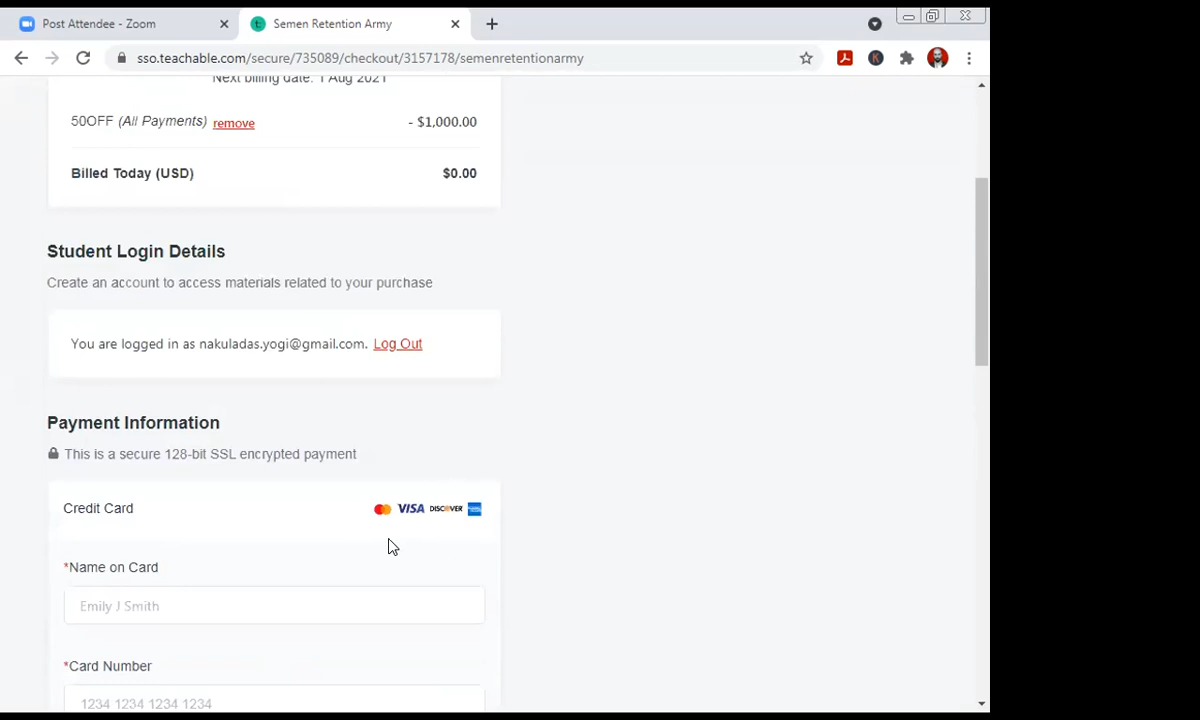 Post Attendee - Zoom
Semen Retention Army
sso.teachable.com/secure/735089/checkout/3157178/semenretentionarmy
Next billing date: 1 Aug 2021
50OFF (All Payments) remove - $1,000.00
Billed Today (USD) $0.00
Student Login Details
Create an account to access materials related to your purchase
You are logged in as nakuladas.yogi@gmail.com. Log Out
Payment Information
This is a secure 128-bit SSL encrypted payment
Credit Card VISA DISCOVER
*Name on Card
Emily J Smith
*Card Number
1234 1234 1234 1234